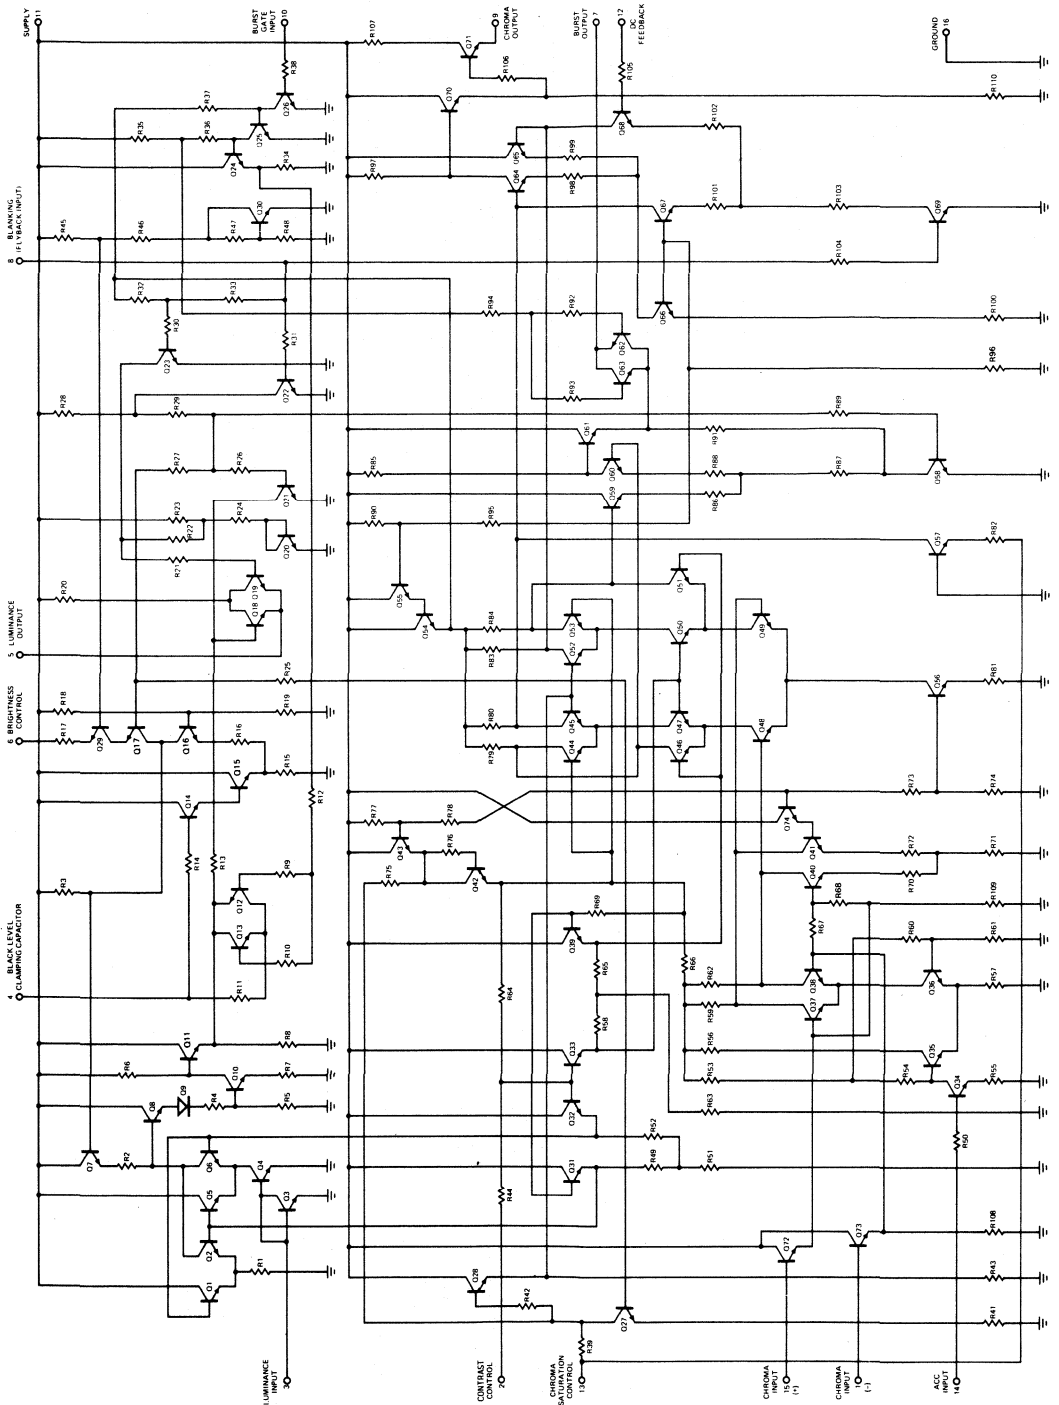 LUMINANCE
INPUT
3
CONTRAST
CONTROL
2
CHROMA
SATURATION
CONTROL
13
CHROMA
INPUT
(+)
15
CHROMA
INPUT
(-)
1
ACC
INPUT
14
BLACK LEVEL
CLAMPING CAPACITOR
4
BRIGHTNESS
CONTROL
6
LUMINANCE
OUTPUT
5
BLANKING
(FLYBACK INPUT)
8
SUPPLY
11
BURST
GATE
INPUT
10
CHROMA
OUTPUT
9
BURST OUTPUT
7
DC
FEEDBACK
12
GROUND
16
Q1
Q2
R1
Q5
Q6
Q3
Q4
Q7
R2
Q8
Q9
R4
R5
R6
Q10
R7
Q11
R8
R3
R11
R10
Q13
Q12
R9
R14
R13
R12
Q14
Q15
R15
R16
R17
R18
Q29
Q17
Q16
R19
R25
R20
Q18
Q19
R21
R22
R23
R24
Q20
Q21
R27
R26
R28
R29
Q22
Q23
R30
R31
R32
R33
R45
R46
R47
R48
Q30
R34
Q24
Q25
R35
R36
R37
Q26
R38
R39
Q27
R41
R42
Q28
R43
R44
Q31
R49
R51
R52
Q32
Q33
R58
R65
R64
R63
Q39
R69
R66
R75
Q42
R76
Q43
R77
R78
Q72
Q73
R108
R50
Q34
R55
R54
Q35
R53
R56
R59
R62
R57
Q36
R60
R61
Q37
Q38
R67
R68
R109
Q40
Q41
R70
R72
R71
Q74
R73
R74
R79
R80
Q44
Q45
Q46
Q47
Q48
Q56
R81
R83
R84
Q52
Q53
Q50
Q49
Q51
Q54
Q55
R90
R95
Q57
R82
R85
Q59
Q60
R86
R88
R87
Q61
R91
Q58
R89
R93
R92
R94
Q63
Q62
R96
Q66
R100
R104
Q67
R101
R103
Q69
R97
Q64
Q65
R98
R99
Q68
R102
R105
Q70
R110
R106
Q71
R107